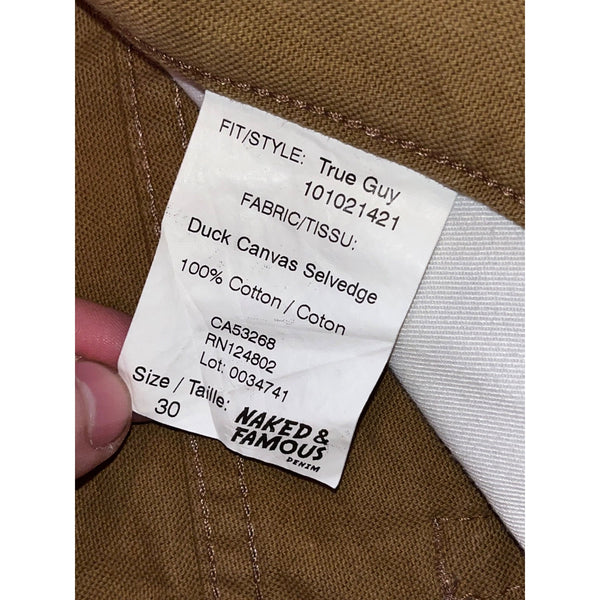 FIT/STYLE: True Guy
101021421
FABRIC/TISSU:
Duck Canvas Selvedge
100% Cotton / Coton
CA53268
RN124802
Lot: 0034741
Size / Taille:
30
NAKED &
FAMOUS
DENIM